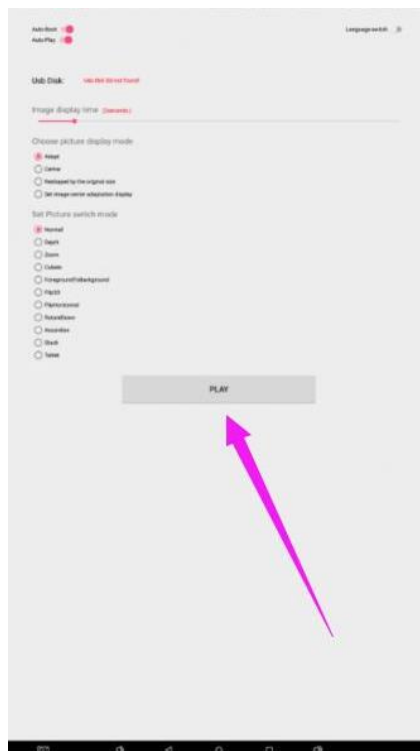 Auto Boot
Language switch
Auto Play
Usb Disk:
Usb disk did not found!
Image display time
Choose picture display mode
Adapt
Center
Reshaped by the original size
Set image center adaptation display
Set Picture switch mode
Normal
Depth
Zoom
Cubein
ForegroundToBackground
FlipHorizontal
RotateDown
Accordion
Stack
Tablet
PLAY